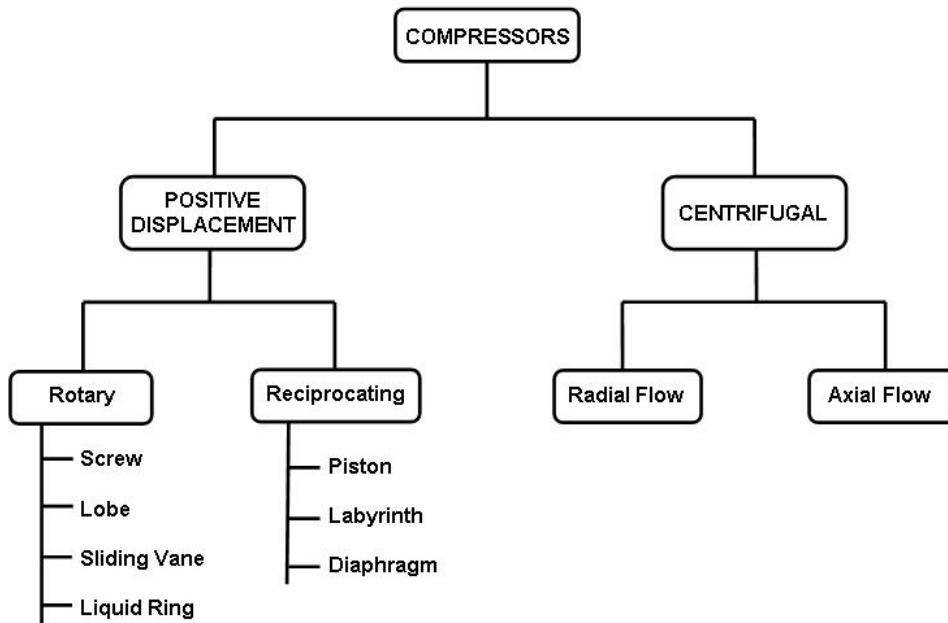 COMPRESSORS
POSITIVE
DISPLACEMENT
CENTRIFUGAL
Rotary
Reciprocating
Radial Flow
Axial Flow
Screw
Lobe
Sliding Vane
Liquid Ring
Piston
Labyrinth
Diaphragm